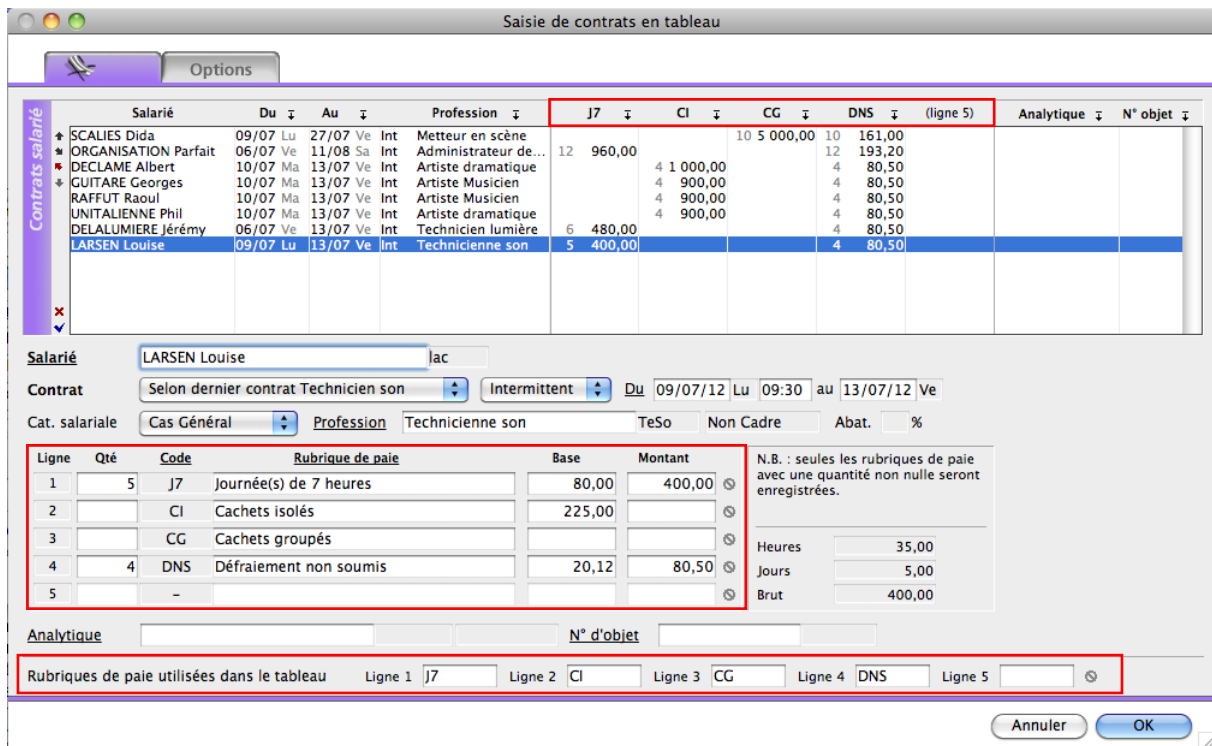 Saisie de contrats en tableau
Options
Contrats salarié
Salarié Du Au Profession J7 CI CG DNS (ligne 5) Analytique N° objet
SCALIES Dida 09/07 Lu 27/07 Ve Int Metteur en scène 10 5 000,00 10 161,00
ORGANISATION Parfait 06/07 Ve 11/08 Sa Int Administrateur de... 12 960,00 12 193,20
DECLAME Albert 10/07 Ma 13/07 Ve Int Artiste dramatique 4 1 000,00 4 80,50
GUITARE Georges 10/07 Ma 13/07 Ve Int Artiste Musicien 4 900,00 4 80,50
RAFFUT Raoul 10/07 Ma 13/07 Ve Int Artiste Musicien 4 900,00 4 80,50
UNITALIENNE Phil 10/07 Ma 13/07 Ve Int Artiste dramatique 4 900,00 4 80,50
DELALUMIERE Jérémy 06/07 Ve 13/07 Ve Int Technicien lumière 6 480,00 4 80,50
LARSEN Louise 09/07 Lu 13/07 Ve Int Technicienne son 5 400,00 4 80,50
Salarié LARSEN Louise lac
Contrat Selon dernier contrat Technicien son Intermittent Du 09/07/12 Lu 09:30 au 13/07/12 Ve
Cat. salariale Cas Général Profession Technicienne son TeSo Non Cadre Abat. %
Ligne Qté Code Rubrique de paie Base Montant
1 5 J7 Journée(s) de 7 heures 80,00 400,00
2 CI Cachets isolés 225,00
3 CG Cachets groupés
4 4 DNS Défraiement non soumis 20,12 80,50
5 –
N.B. : seules les rubriques de paie
avec une quantité non nulle seront
enregistrées.
Heures 35,00
Jours 5,00
Brut 400,00
Analytique N° d'objet
Rubriques de paie utilisées dans le tableau Ligne 1 J7 Ligne 2 CI Ligne 3 CG Ligne 4 DNS Ligne 5
Annuler OK